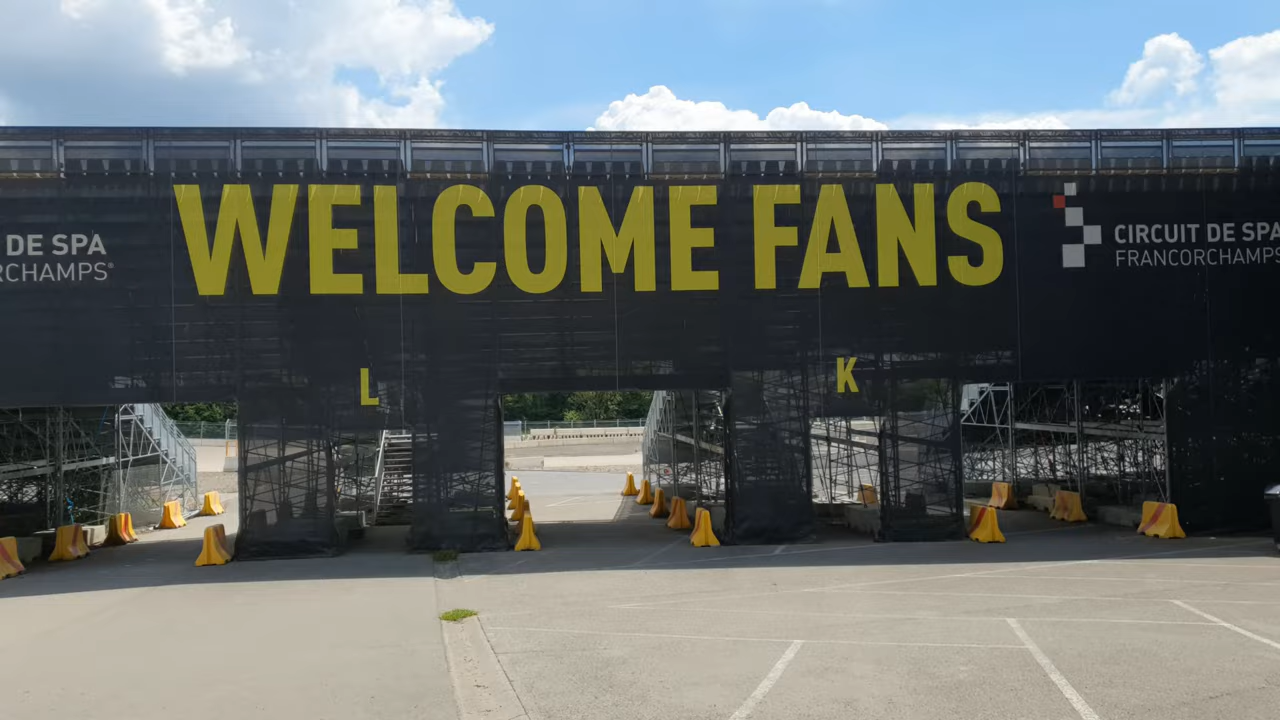 DE SPA
RCHAMPS®
WELCOME FANS
CIRCUIT DE SPA
FRANCORCHAMPS
L
K